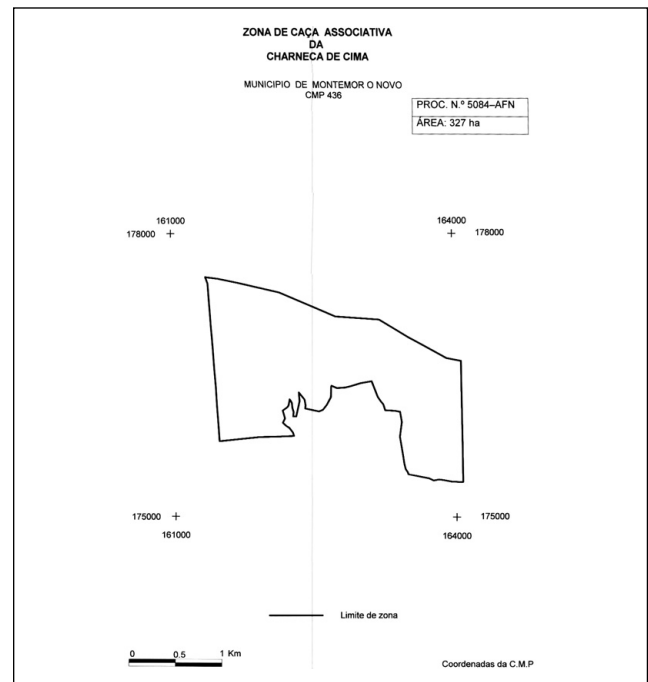 ZONA DE CAÇA ASSOCIATIVA
DA
CHARNECA DE CIMA
MUNICIPIO DE MONTEMOR O NOVO
CMP 436
PROC. N.º 5084–AFN
ÁREA: 327 ha
161000
178000
164000
178000
175000
161000
175000
164000
Limite de zona
0 0.5 1 Km
Coordenadas da C.M.P